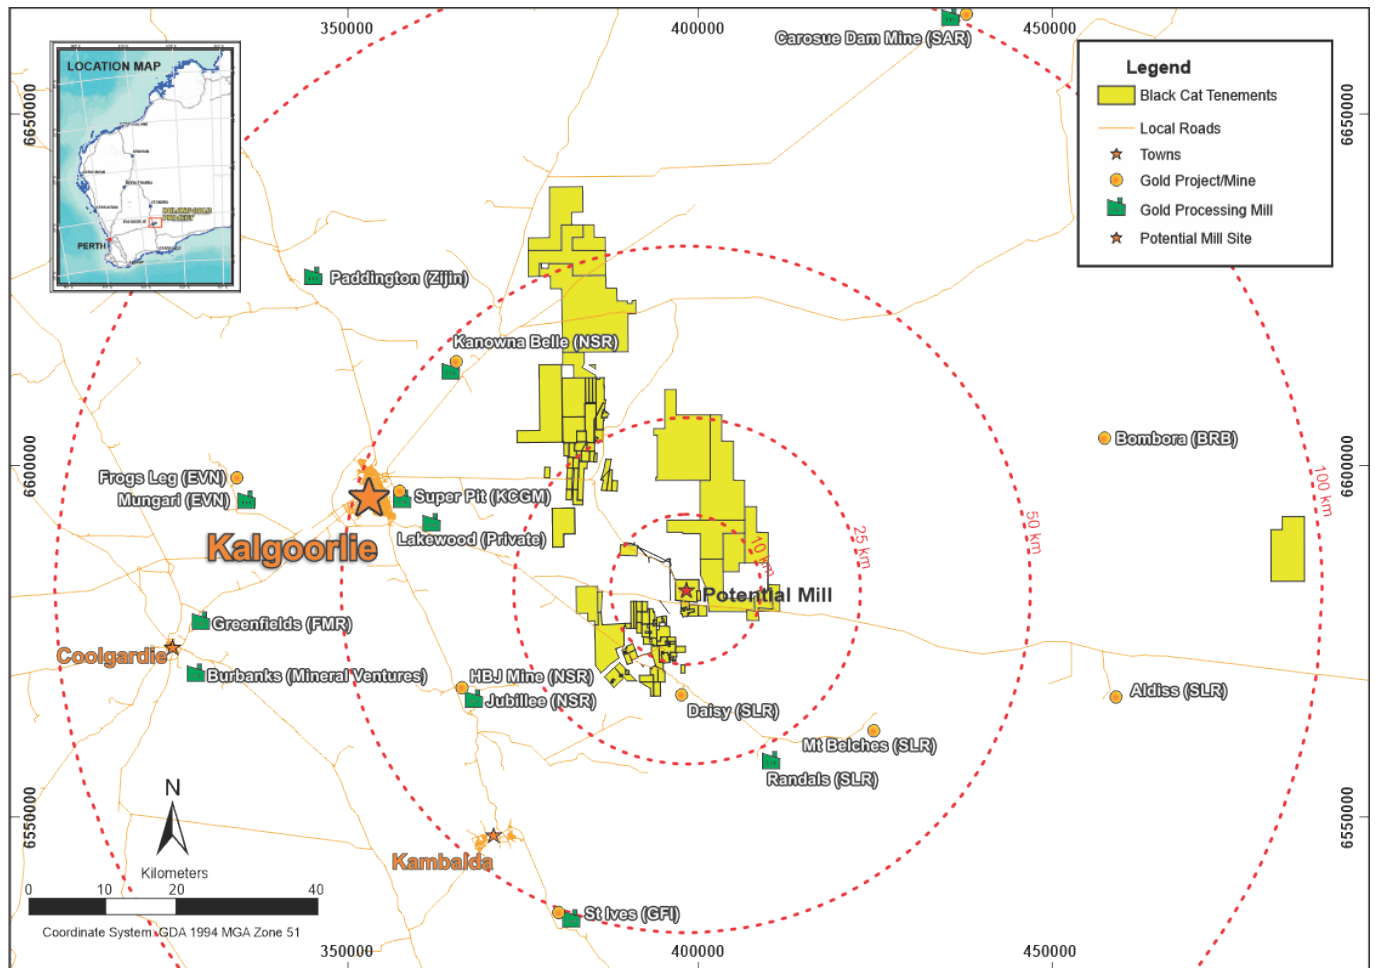 350000
400000
450000
Carosue Dam Mine (SAR)
LOCATION MAP
PERTH
Legend
Black Cat Tenements
Local Roads
Towns
Gold Project/Mine
Gold Processing Mill
Potential Mill Site
6650000
6650000
Paddington (Zijin)
Kanowna Belle (NSR)
Bombora (BRB)
6600000
6600000
Frogs Leg (EVN)
Mungari (EVN)
Super Pit (KCGM)
Lakewood (Private)
Kalgoorlie
100 km
50 km
25 km
10 km
Potential Mill
Greenfields (FMR)
Coolgardie
Burbanks (Mineral Ventures)
HBJ Mine (NSR)
Jubillee (NSR)
Daisy (SLR)
Aldiss (SLR)
Mt Belches (SLR)
Randals (SLR)
6550000
6550000
N
Kambalda
Kilometers
0 10 20 40
St Ives (GFI)
Coordinate System: GDA 1994 MGA Zone 51
350000
400000
450000